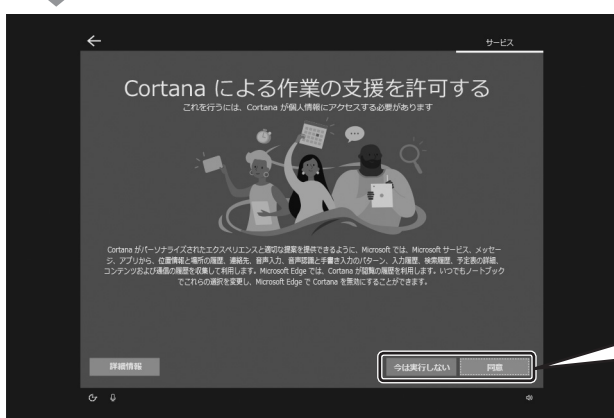 サービス
Cortana による作業の支援を許可する
これを行うには、Cortana が個人情報にアクセスする必要があります
Cortana がパーソナライズされたエクスペリエンスと適切な提案を提供できるように、Microsoft では、Microsoft サービス、メッセー
ジ、アプリから、位置情報と場所の履歴、連絡先、音声入力、音声認識と手書き入力のパターン、入力履歴、検索履歴、予定表の詳細、
コンテンツおよび通信の履歴を収集して利用します。Microsoft Edge では、Cortana が閲覧の履歴を利用します。いつでもノートブック
でこれらの選択を変更し、Microsoft Edge で Cortana を無効にすることができます。
詳細情報
今は実行しない
同意